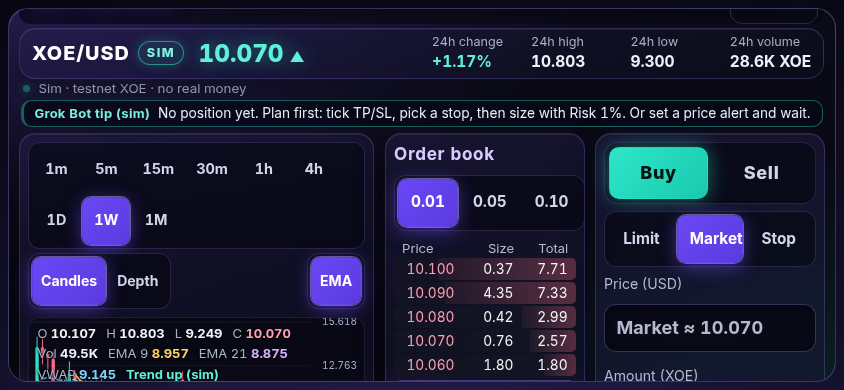 XOE/USD SIM 10.070 ▲
24h change 24h high 24h low 24h volume
+1.17% 10.803 9.300 28.6K XOE
Sim · testnet XOE · no real money
Grok Bot tip (sim) No position yet. Plan first: tick TP/SL, pick a stop, then size with Risk 1%. Or set a price alert and wait.
1m 5m 15m 30m 1h 4h
1D 1W 1M
Candles Depth EMA
15.618
O 10.107 H 10.803 L 9.249 C 10.070
Vol 49.5K EMA 9 8.957 EMA 21 8.875
12.763
VWAP 9.145 Trend up (sim)
Order book
0.01 0.05 0.10
Price Size Total
10.100 0.37 7.71
10.090 4.35 7.33
10.080 0.42 2.99
10.070 0.76 2.57
10.060 1.80 1.80
Buy Sell
Limit Market Stop
Price (USD)
Market ≈ 10.070
Amount (XOE)